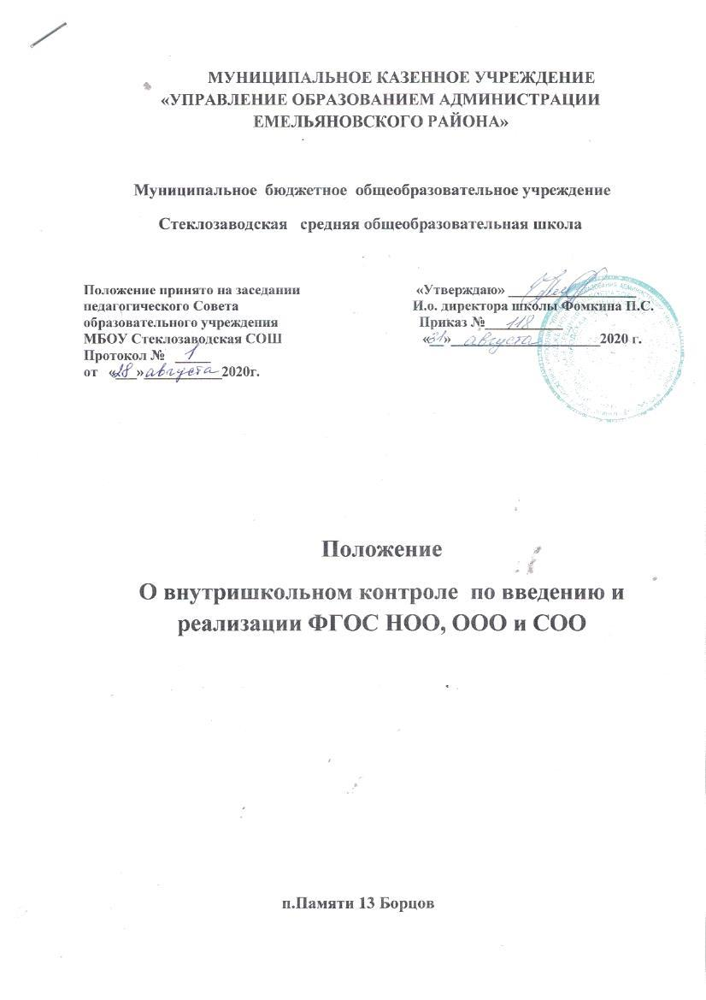 МУНИЦИПАЛЬНОЕ КАЗЕННОЕ УЧРЕЖДЕНИЕ
«УПРАВЛЕНИЕ ОБРАЗОВАНИЕМ АДМИНИСТРАЦИИ
ЕМЕЛЬЯНОВСКОГО РАЙОНА»
Муниципальное бюджетное общеобразовательное учреждение
Стеклозаводская средняя общеобразовательная школа
Положение принято на заседании
педагогического Совета
образовательного учреждения
МБОУ Стеклозаводская СОШ
Протокол № 1
от «28» августа 2020г.
«Утверждаю»
И.о. директора школы Фомкина П.С.
Приказ № 118
«31» августа 2020 г.
Положение
О внутришкольном контроле по введению и
реализации ФГОС НОО, ООО и СОО
п.Памяти 13 Борцов